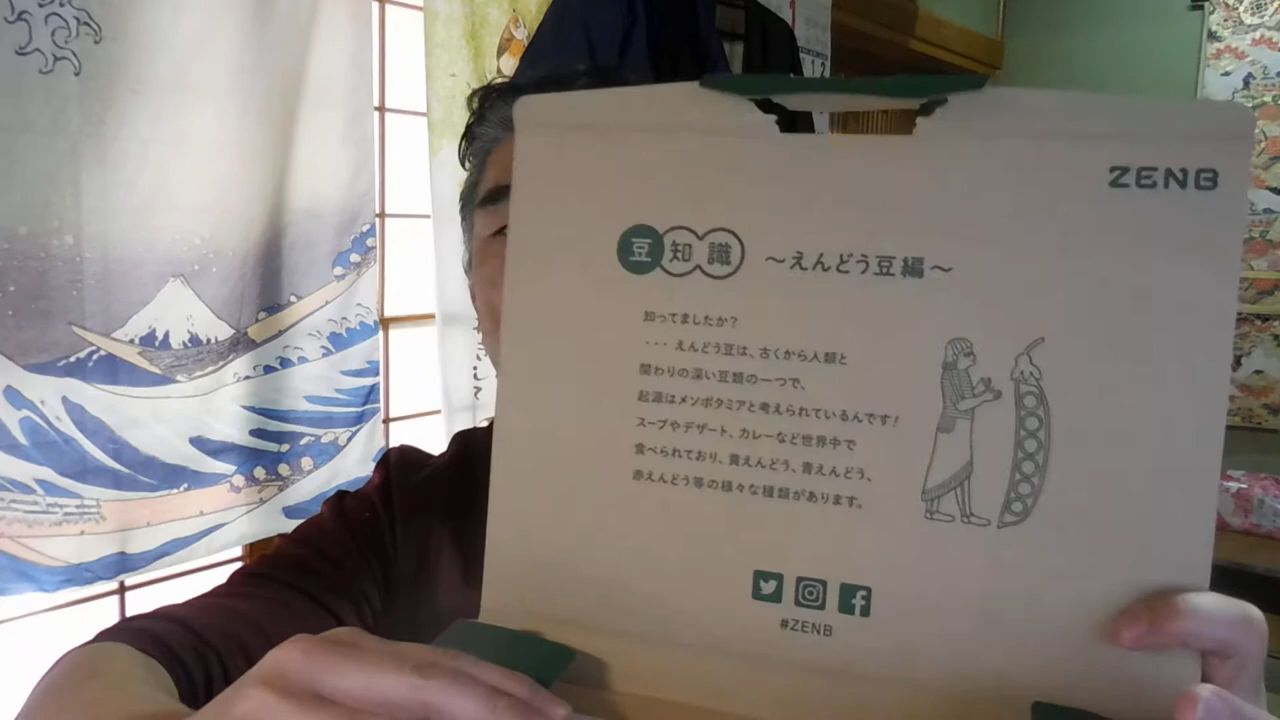 12
ZENB
豆知識
〜えんどう豆編〜
知ってましたか？
・・・えんどう豆は、古くから人類と
関わりの深い豆類の一つで、
起源はメソポタミアと考えられているんです！
スープやデザート、カレーなど世界中で
食べられており、黄えんどう、青えんどう、
赤えんどう等の様々な種類があります。
#ZENB